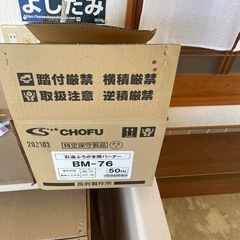 よしだみ
踏付厳禁 横積厳禁
取扱注意 逆積厳禁
CHOFU
特定保守製品
石油ふろがま用バーナー
BM-76
50Hz
長府製作所